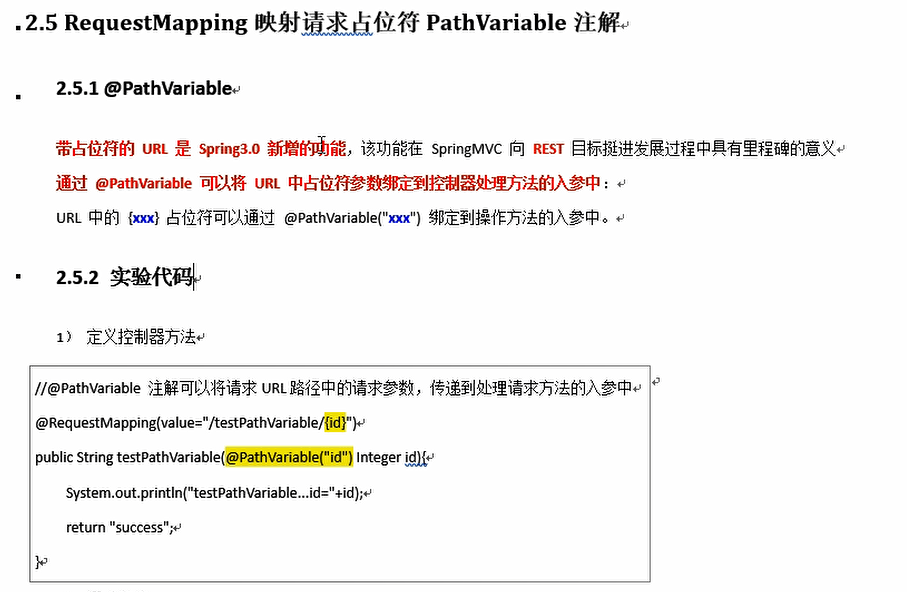 2.5 RequestMapping 映射请求占位符 PathVariable 注解
2.5.1 @PathVariable
带占位符的 URL 是 Spring3.0 新增的功能，该功能在 SpringMVC 向 REST 目标挺进发展过程中具有里程碑的意义
通过 @PathVariable 可以将 URL 中占位符参数绑定到控制器处理方法的入参中：
URL 中的 {xxx} 占位符可以通过 @PathVariable("xxx") 绑定到操作方法的入参中。
2.5.2 实验代码
1） 定义控制器方法
//@PathVariable 注解可以将请求 URL 路径中的请求参数，传递到处理请求方法的入参中
@RequestMapping(value="/testPathVariable/{id}")
public String testPathVariable(@PathVariable("id") Integer id){
System.out.println("testPathVariable...id="+id);
return "success";
}